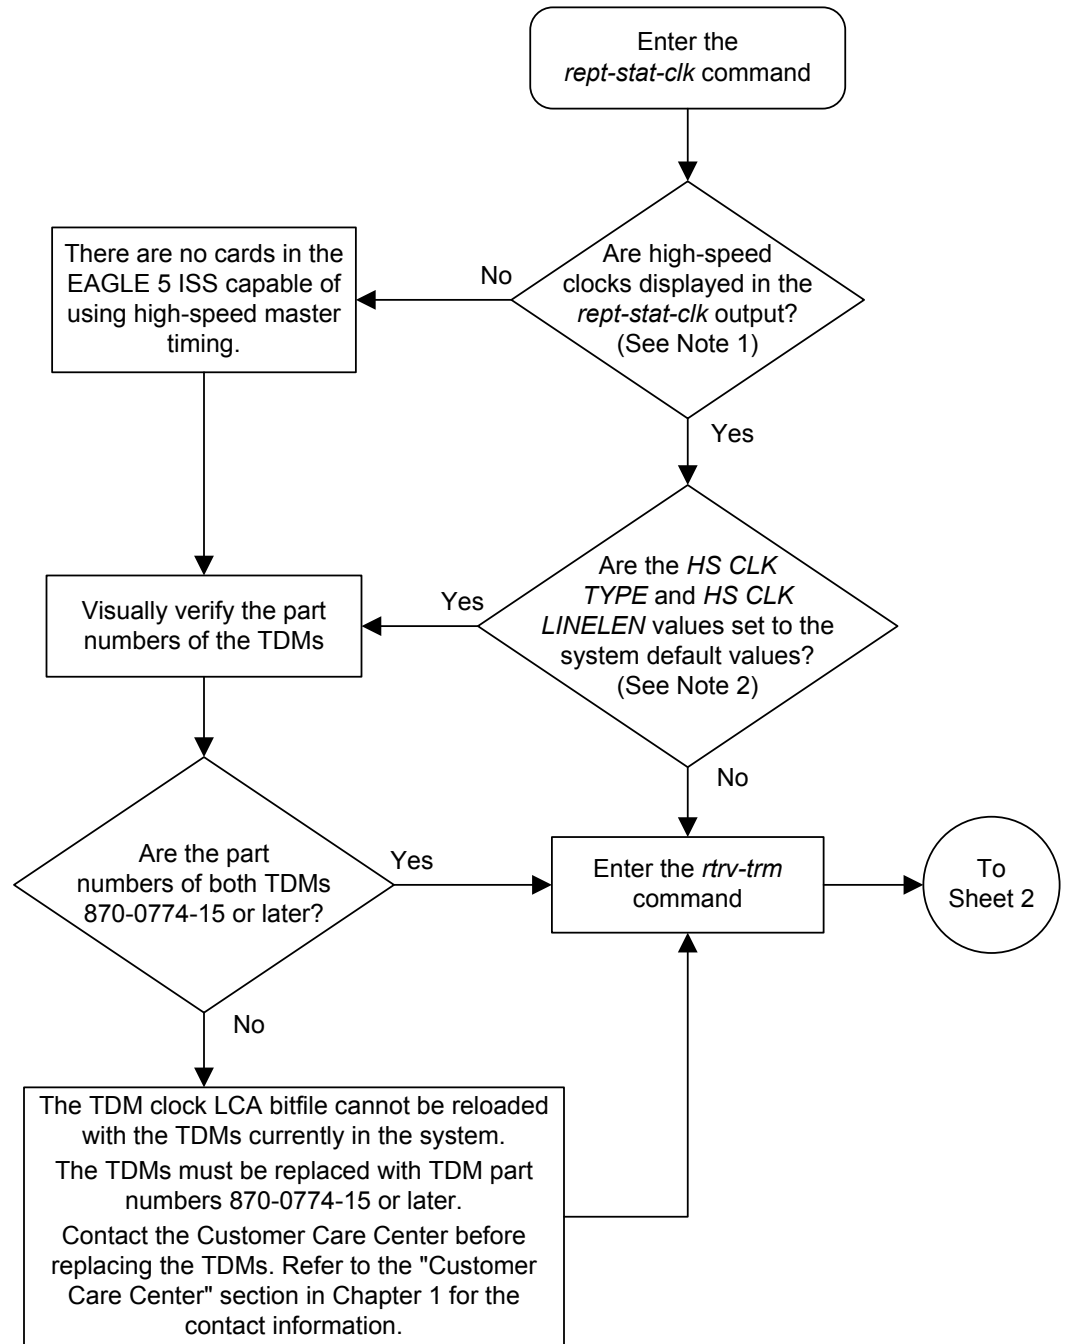 Enter the
rept-stat-clk command
Are high-speed
clocks displayed in the
rept-stat-clk output?
(See Note 1)
No
There are no cards in the
EAGLE 5 ISS capable of
using high-speed master
timing.
Yes
Are the HS CLK
TYPE and HS CLK
LINELEN values set to the
system default values?
(See Note 2)
Yes
Visually verify the part
numbers of the TDMs
No
Are the part
numbers of both TDMs
870-0774-15 or later?
Yes
Enter the rtrv-trm
command
To
Sheet 2
No
The TDM clock LCA bitfile cannot be reloaded
with the TDMs currently in the system.
The TDMs must be replaced with TDM part
numbers 870-0774-15 or later.
Contact the Customer Care Center before
replacing the TDMs. Refer to the "Customer
Care Center" section in Chapter 1 for the
contact information.